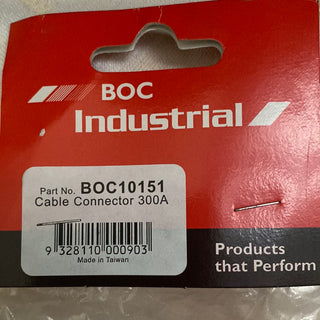 BOC
Industrial
Part No. BOC10151
Cable Connector 300A
9 328110 000903
Made in Taiwan
Products
that Perform